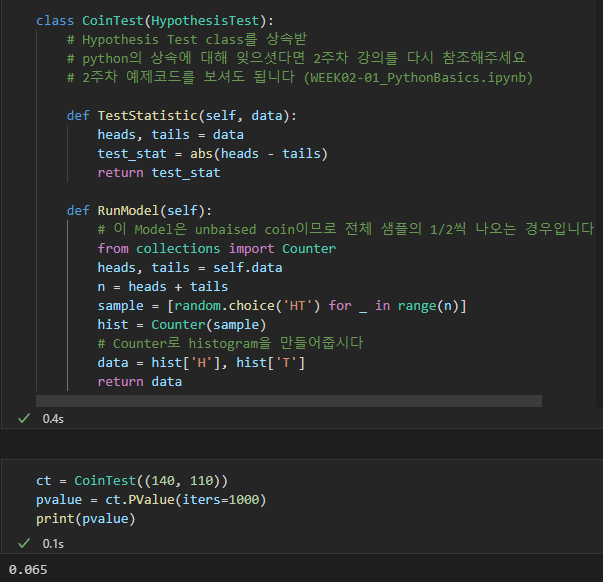 class CoinTest(HypothesisTest):
    # Hypothesis Test class를 상속받
    # python의 상속에 대해 잊으셧다면 2주차 강의를 다시 참조해주세요
    # 2주차 예제코드를 보셔도 됩니다 (WEEK02-01_PythonBasics.ipynb)
    def TestStatistic(self, data):
        heads, tails = data
        test_stat = abs(heads - tails)
        return test_stat
    def RunModel(self):
        # 이 Model은 unbaised coin이므로 전체 샘플의 1/2씩 나오는 경우입니다
        from collections import Counter
        heads, tails = self.data
        n = heads + tails
        sample = [random.choice('HT') for _ in range(n)]
        hist = Counter(sample)
        # Counter로 histogram을 만들어줍시다
        data = hist['H'], hist['T']
        return data
✓ 0.4s
ct = CoinTest((140, 110))
pvalue = ct.PValue(iters=1000)
print(pvalue)
✓ 0.1s
0.065